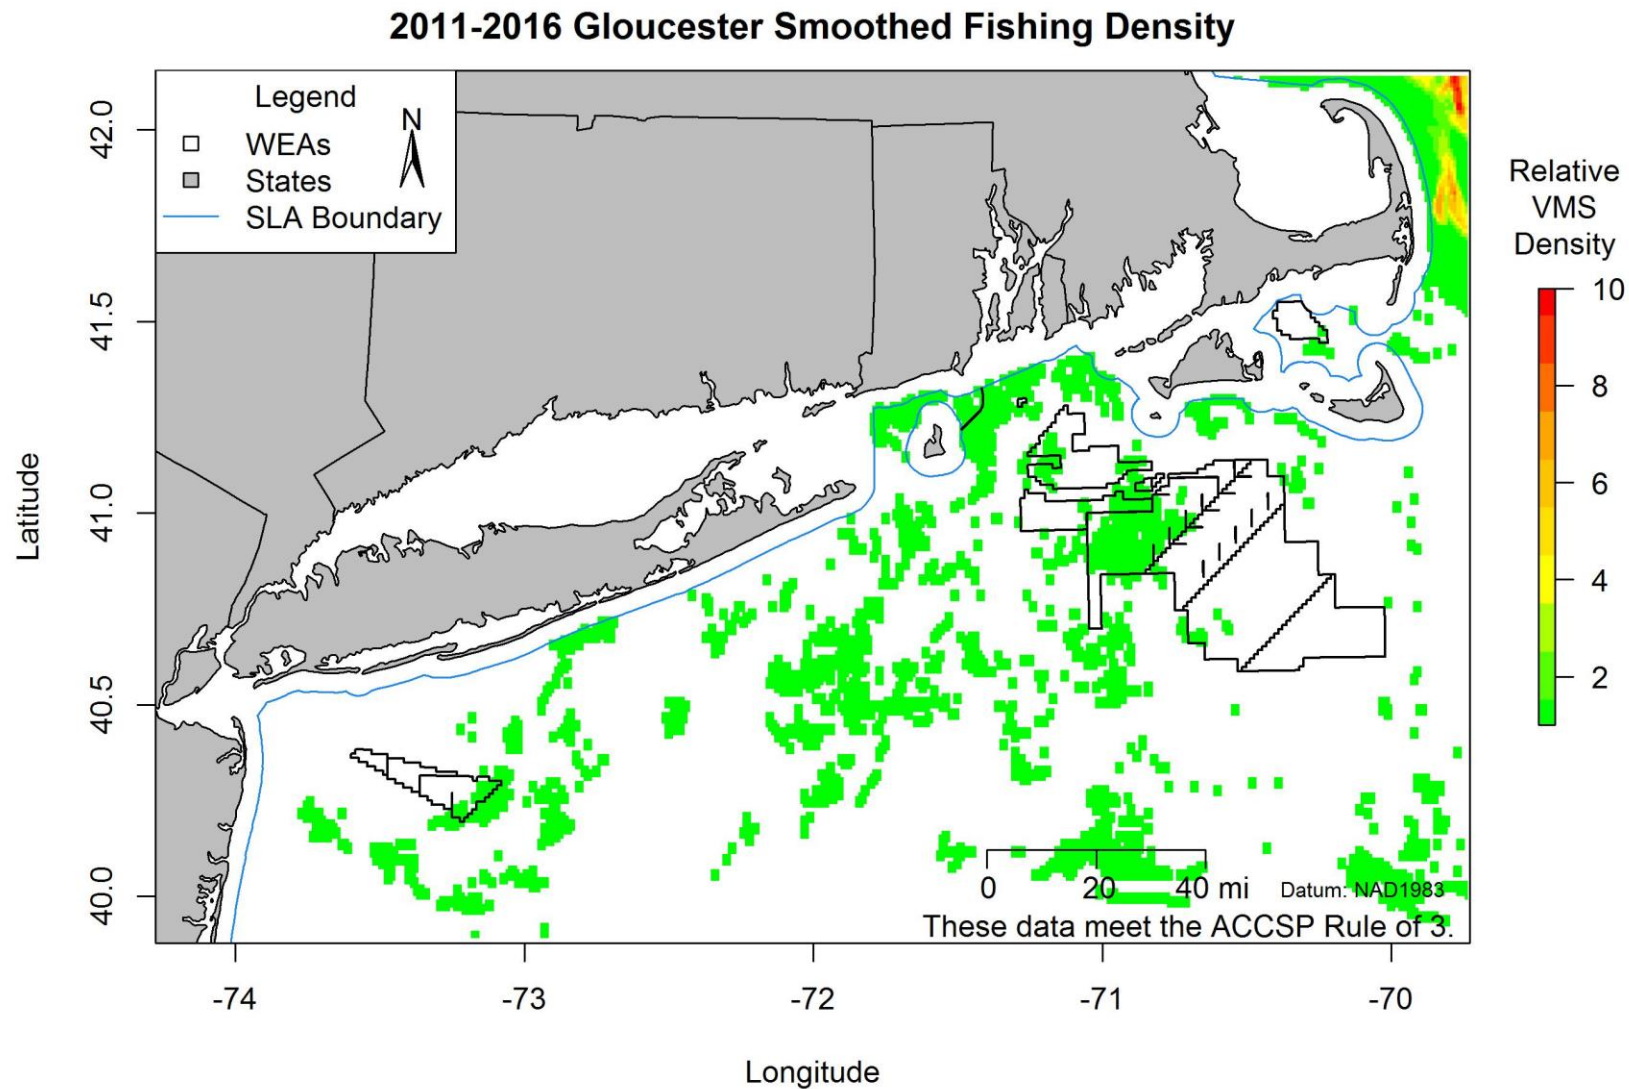 2011-2016 Gloucester Smoothed Fishing Density
Legend
N
WEAs
States
SLA Boundary
Latitude
42.0
41.5
41.0
40.5
40.0
Relative
VMS
Density
10
8
6
4
2
0 20 40 mi
Datum: NAD1983
These data meet the ACCSP Rule of 3.
-74 -73 -72 -71 -70
Longitude